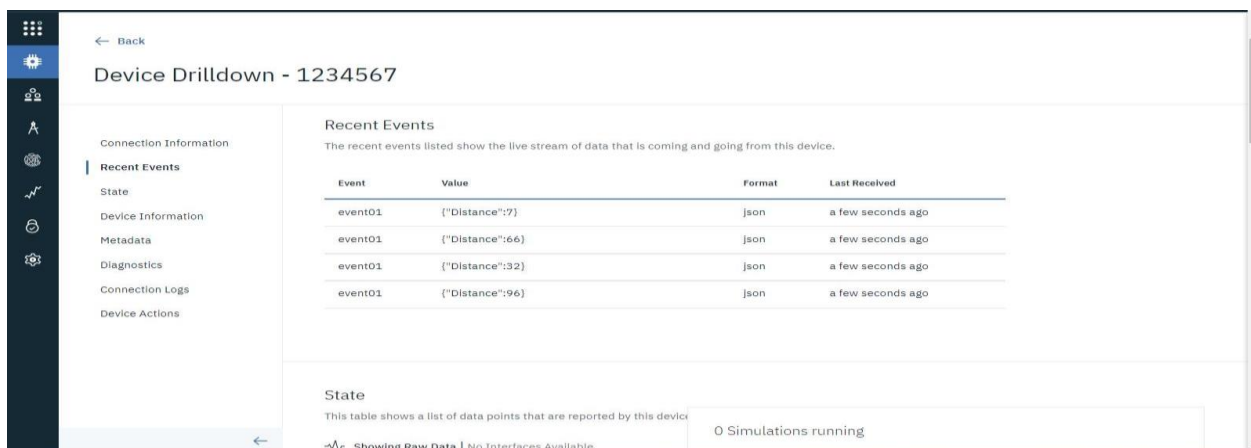 ← Back
Device Drilldown - 1234567
Connection Information
Recent Events
State
Device Information
Metadata
Diagnostics
Connection Logs
Device Actions
Recent Events
The recent events listed show the live stream of data that is coming and going from this device.
Event Value Format Last Received
event01 {"Distance":7} json a few seconds ago
event01 {"Distance":66} json a few seconds ago
event01 {"Distance":32} json a few seconds ago
event01 {"Distance":96} json a few seconds ago
State
This table shows a list of data points that are reported by this device
Showing Raw Data | No Interfaces Available
0 Simulations running